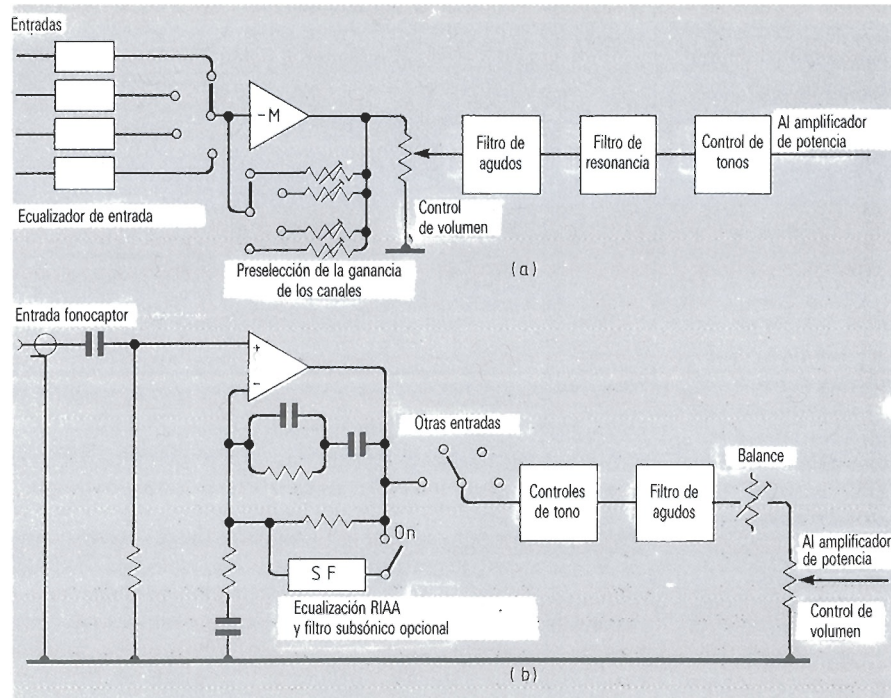 Entradas
-M
Filtro de
agudos
Filtro de
resonancia
Control de
tonos
Al amplificador
de potencia
Ecualizador de entrada
Control
de volumen
Preselección de la ganancia
de los canales
(a)
Entrada fonocaptor
+
-
Otras entradas
Controles
de tono
Filtro de
agudos
Balance
On
SF
Al amplificador
de potencia
Ecualización RIAA
y filtro subsónico opcional
Control de
volumen
(b)